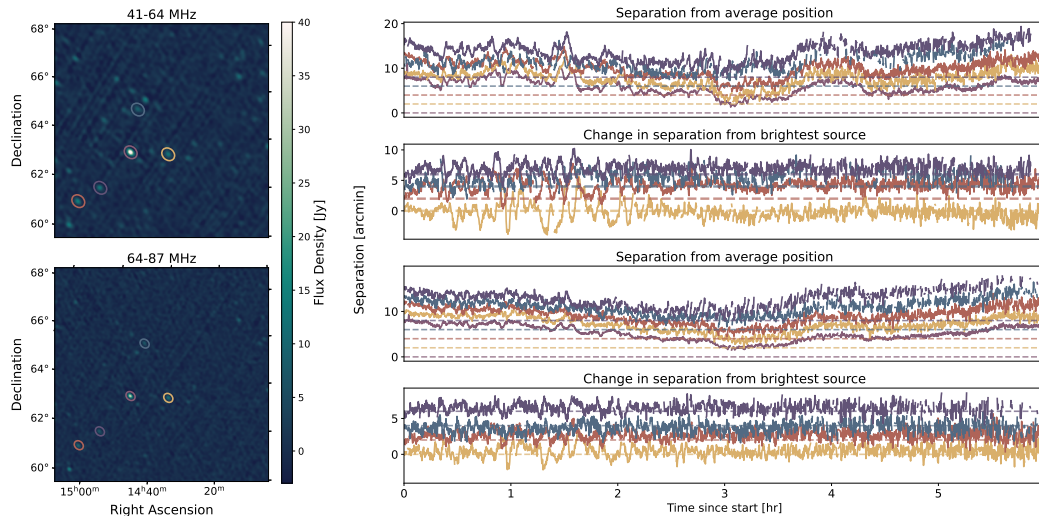 41-64 MHz
68°
66°
64°
62°
60°
Declination
64-87 MHz
68°
66°
64°
62°
60°
Declination
15ʰ00ᵐ
14ʰ40ᵐ
20ᵐ
Right Ascension
40
35
30
25
20
15
10
5
0
Flux Density [Jy]
Separation [arcmin]
Separation from average position
20
10
0
Change in separation from brightest source
10
5
0
Separation from average position
10
0
Change in separation from brightest source
5
0
0
1
2
3
4
5
Time since start [hr]